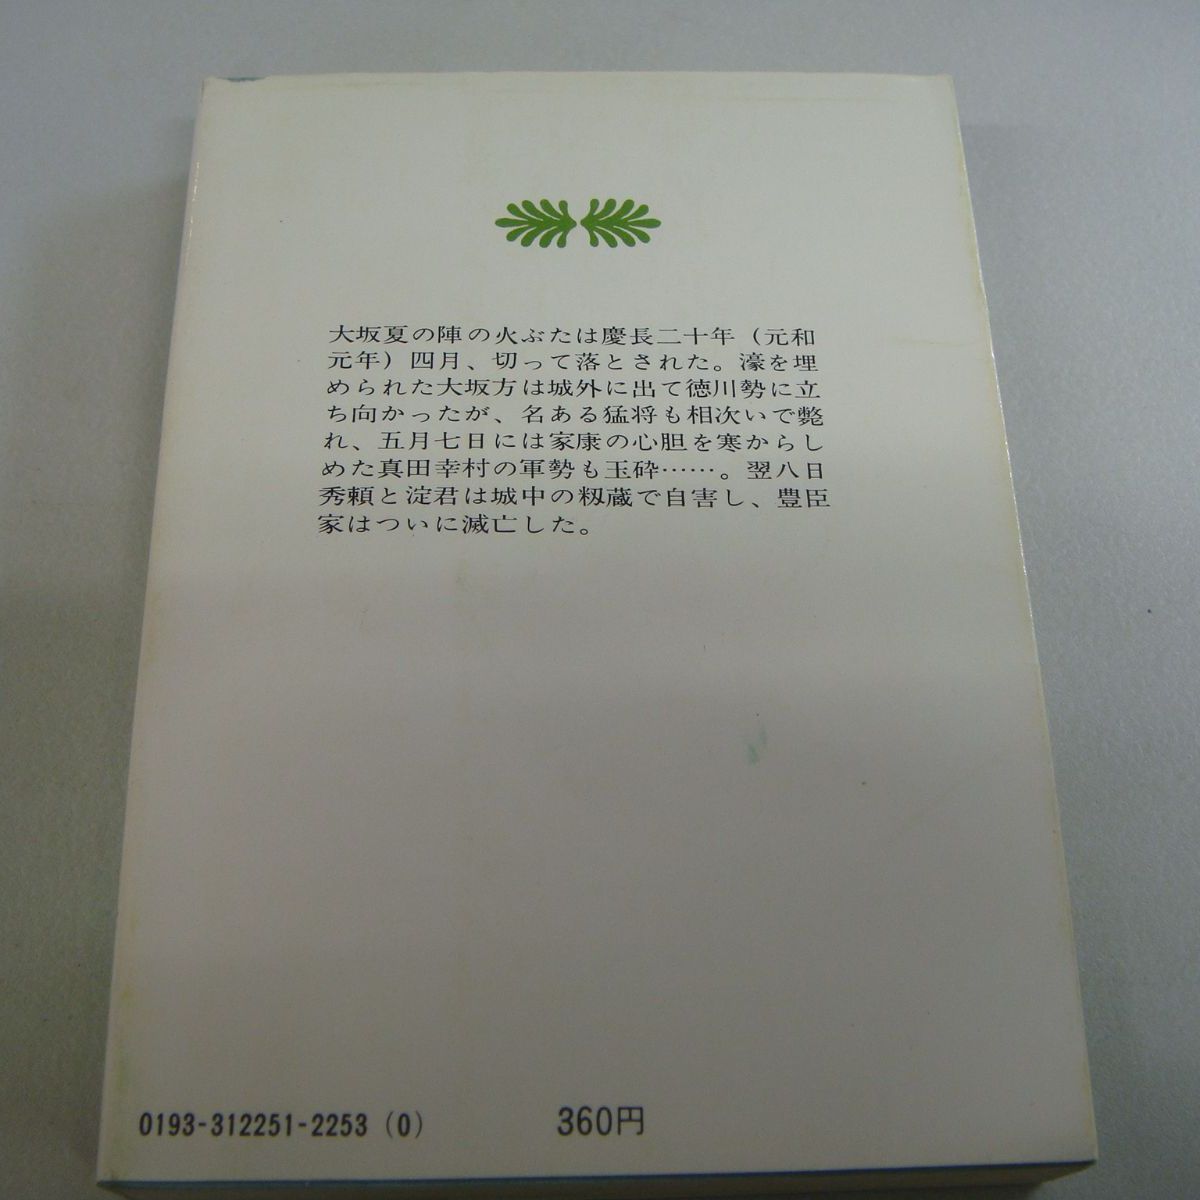 大坂夏の陣の火ぶたは慶長二十年（元和
元年）四月、切って落とされた。濠を埋
められた大坂方は城外に出て徳川勢に立
ち向かったが、名ある猛将も相次いで斃
れ、五月七日には家康の心胆を寒からし
めた真田幸村の軍勢も玉砕……。翌八日
秀頼と淀君は城中の籾蔵で自害し、豊臣
家はついに滅亡した。
0193-312251-2253（0）
360円